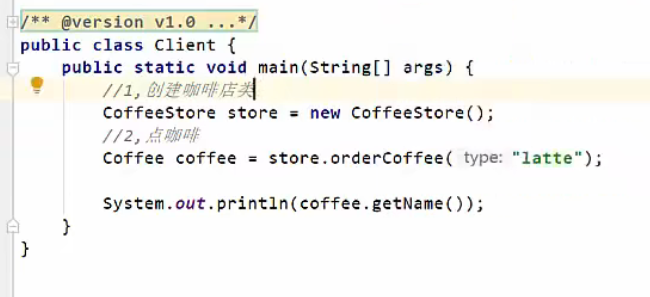 /** @version v1.0 ...*/
public class Client {
public static void main(String[] args) {
//1,创建咖啡店类
CoffeeStore store = new CoffeeStore();
//2,点咖啡
Coffee coffee = store.orderCoffee( type: "latte");
System.out.println(coffee.getName());
}
}